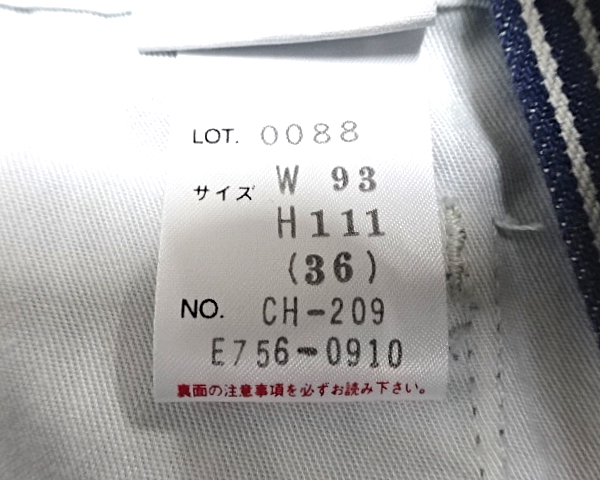 LOT. 0088
サイズ W 93
H 111
(36)
NO. CH-209
E756-0910
裏面の注意事項を必ずお読み下さい。